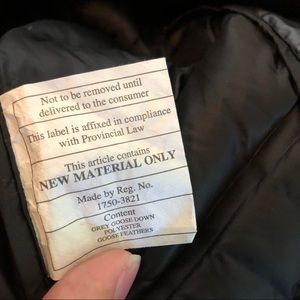 Not to be removed until
delivered to the consumer
This label is affixed in compliance
with Provincial Law
This article contains
NEW MATERIAL ONLY
Made by Reg. No.
1750-3821
Content
GREY GOOSE DOWN
POLYESTER
GOOSE FEATHERS